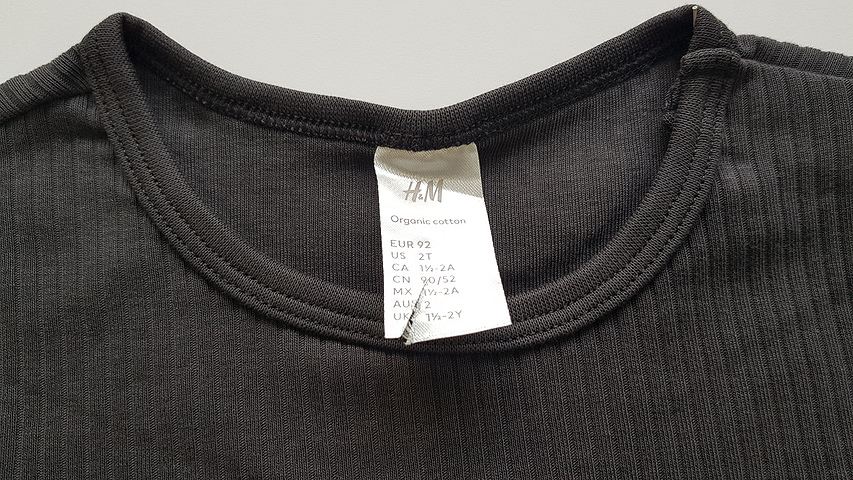 H&M
Organic cotton
EUR 92
US 2T
CA 1½-2A
CN 90/52
MX 1½-2A
AUS 2
UK 1½-2Y